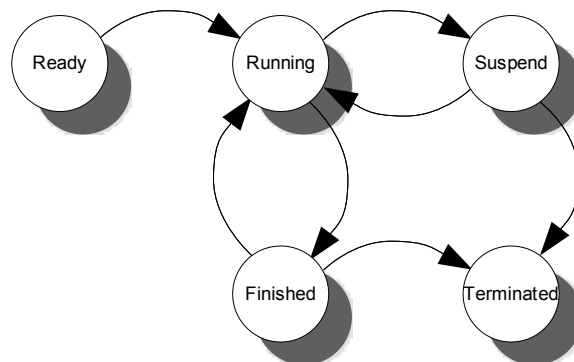 Ready
Running
Suspend
Finished
Terminated